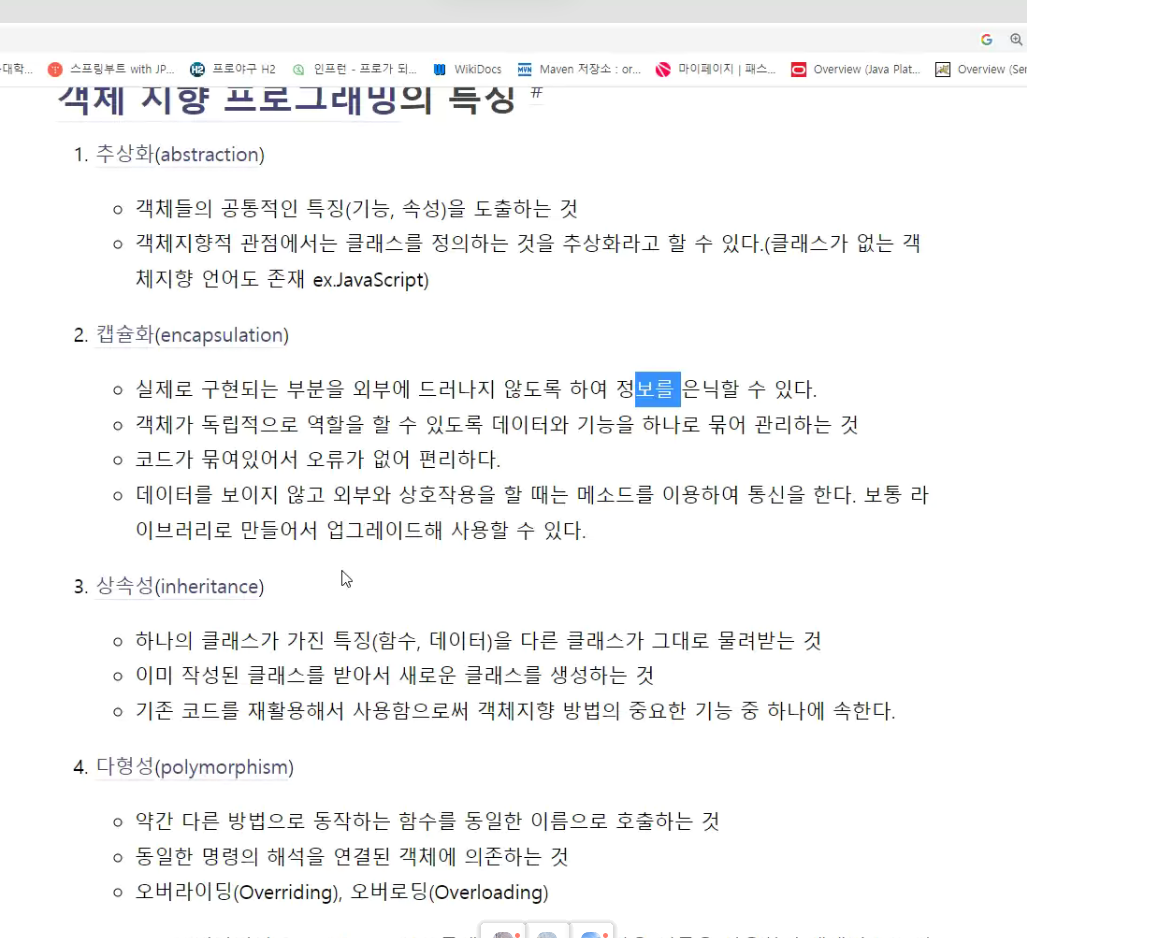 대학...
스프링부트 with JP...
H2
프로야구 H2
인프런 - 프로가 되...
WikiDocs
MVN
Maven 저장소 : or...
마이페이지 | 패스...
Overview (Java Plat...
Overview (Ser
객체 지향 프로그래밍의 특징 #
1. 추상화(abstraction)
객체들의 공통적인 특징(기능, 속성)을 도출하는 것
객체지향적 관점에서는 클래스를 정의하는 것을 추상화라고 할 수 있다.(클래스가 없는 객
체지향 언어도 존재 ex.JavaScript)
2. 캡슐화(encapsulation)
실제로 구현되는 부분을 외부에 드러나지 않도록 하여 정보를 은닉할 수 있다.
객체가 독립적으로 역할을 할 수 있도록 데이터와 기능을 하나로 묶어 관리하는 것
코드가 묶여있어서 오류가 없어 편리하다.
데이터를 보이지 않고 외부와 상호작용을 할 때는 메소드를 이용하여 통신을 한다. 보통 라
이브러리로 만들어서 업그레이드해 사용할 수 있다.
3. 상속성(inheritance)
하나의 클래스가 가진 특징(함수, 데이터)을 다른 클래스가 그대로 물려받는 것
이미 작성된 클래스를 받아서 새로운 클래스를 생성하는 것
기존 코드를 재활용해서 사용함으로써 객체지향 방법의 중요한 기능 중 하나에 속한다.
4. 다형성(polymorphism)
약간 다른 방법으로 동작하는 함수를 동일한 이름으로 호출하는 것
동일한 명령의 해석을 연결된 객체에 의존하는 것
오버라이딩(Overriding), 오버로딩(Overloading)